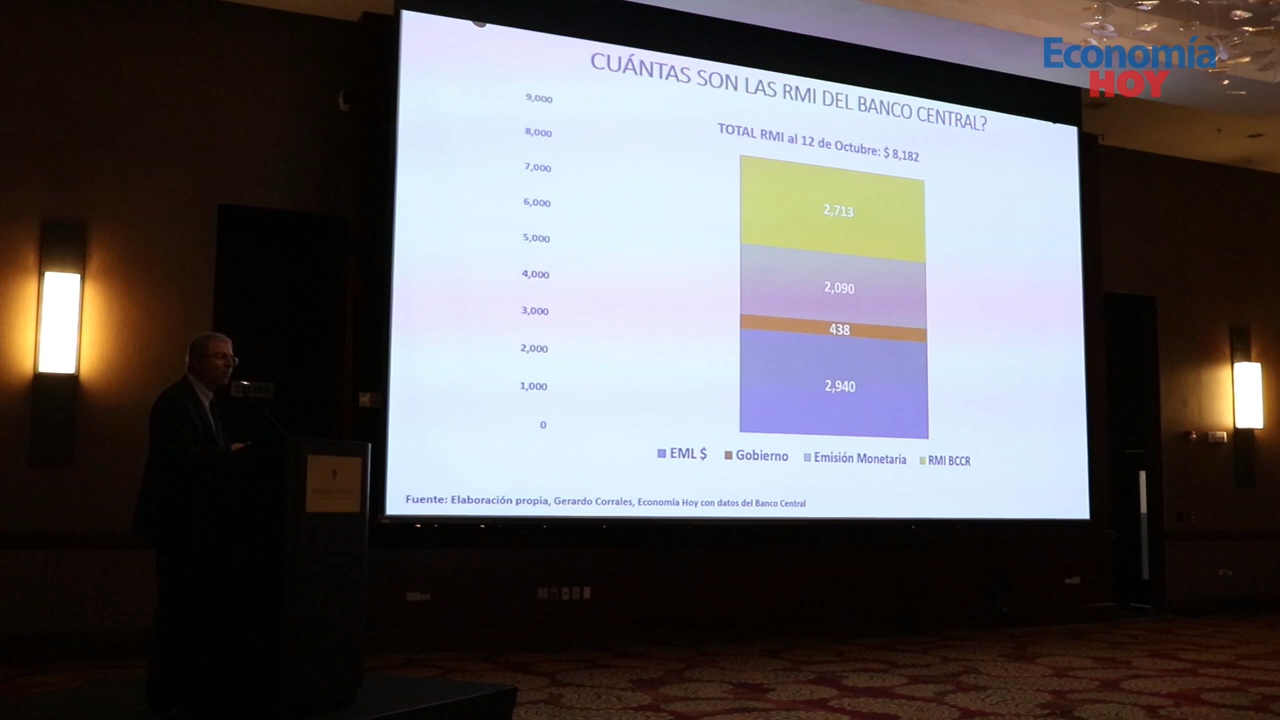 Economía
HOY
CUÁNTAS SON LAS RMI DEL BANCO CENTRAL?
TOTAL RMI al 12 de Octubre: $ 8,182
9,000
8,000
7,000
6,000
5,000
4,000
3,000
2,000
1,000
0
2,713
2,090
438
2,940
EML $ Gobierno Emisión Monetaria RMI BCCR
Fuente: Elaboración propia, Gerardo Corrales, Economía Hoy con datos del Banco Central